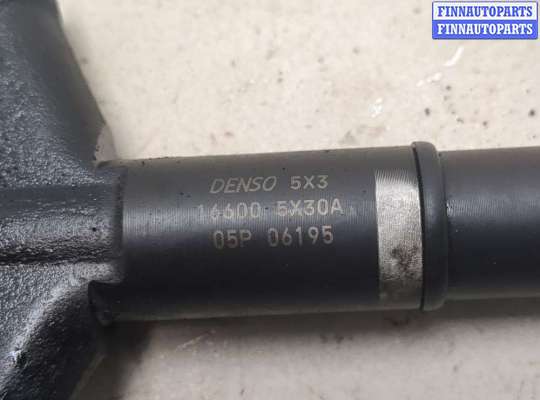 FINNAUTOPARTS
FINNAUTOPARTS
DENSO 5X3
16600 5X30A
05P 06195